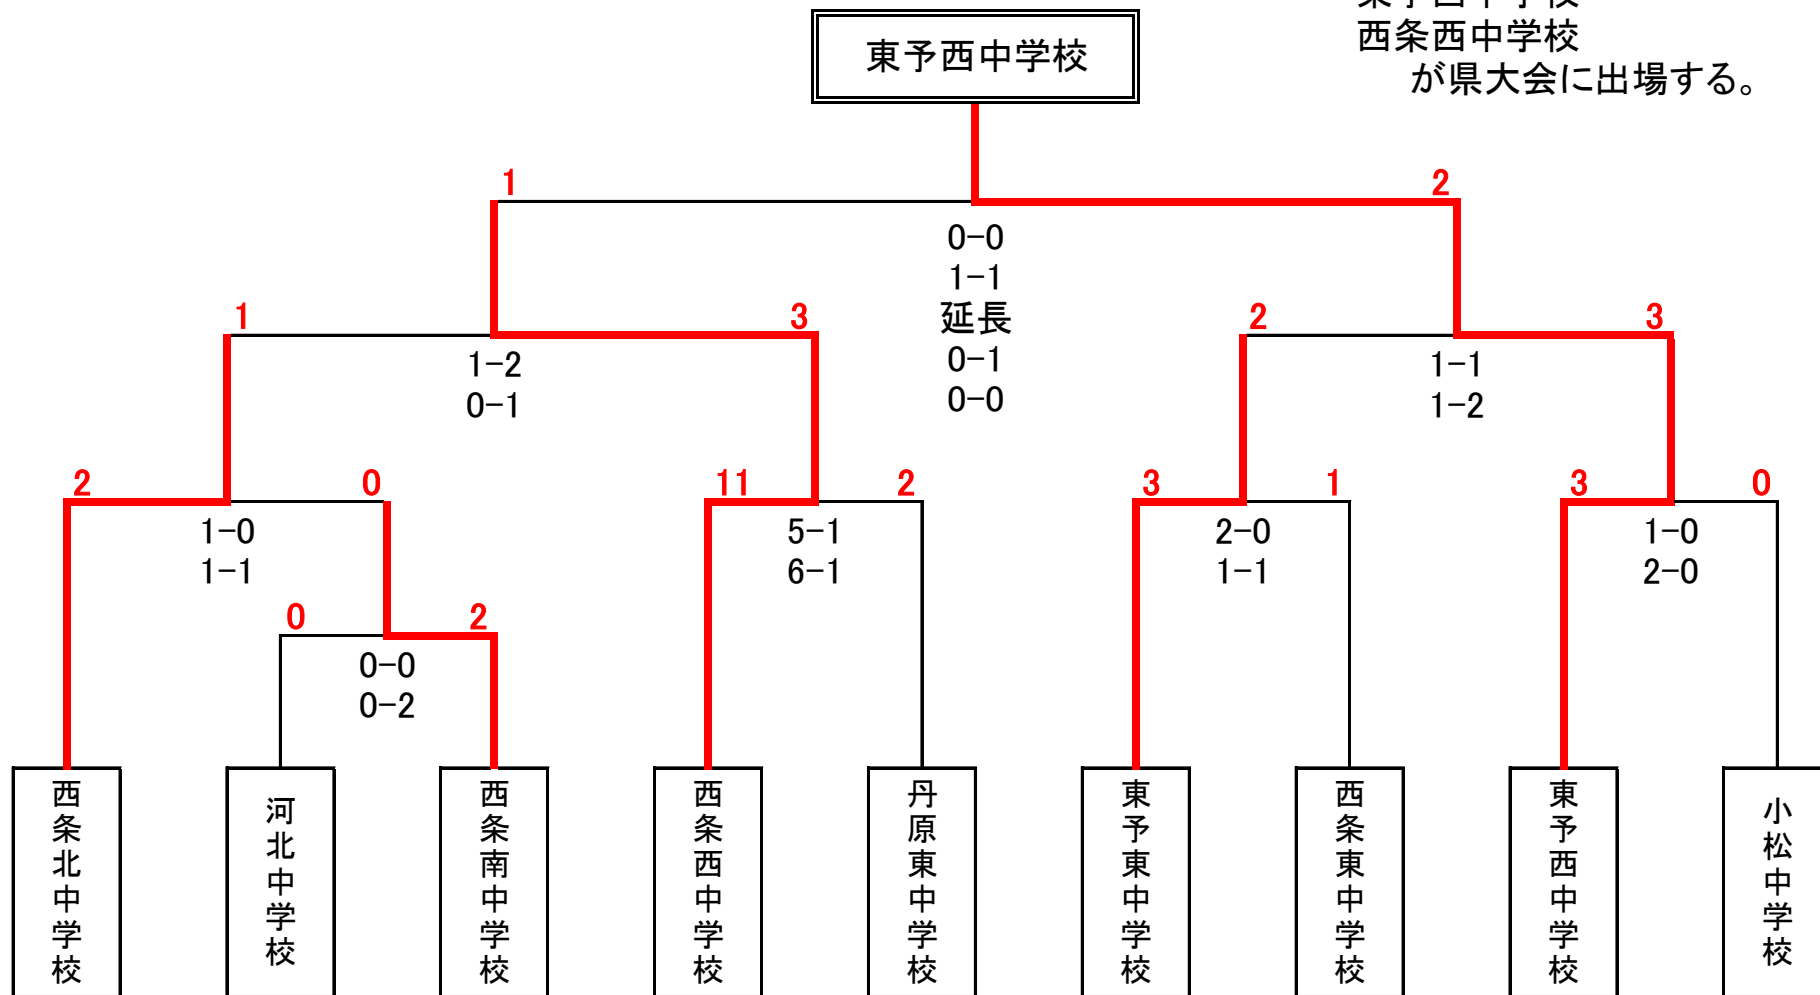 西条西中学校
が県大会に出場する。
東予西中学校
1
2
0-0
1-1
延長
0-1
0-0
1
3
1-2
0-1
2
3
1-1
1-2
2
0
1-0
1-1
11
2
5-1
6-1
3
1
2-0
1-1
3
0
1-0
2-0
0
2
0-0
0-2
西条北中学校
河北中学校
西条南中学校
西条西中学校
丹原東中学校
東予東中学校
西条東中学校
東予西中学校
小松中学校